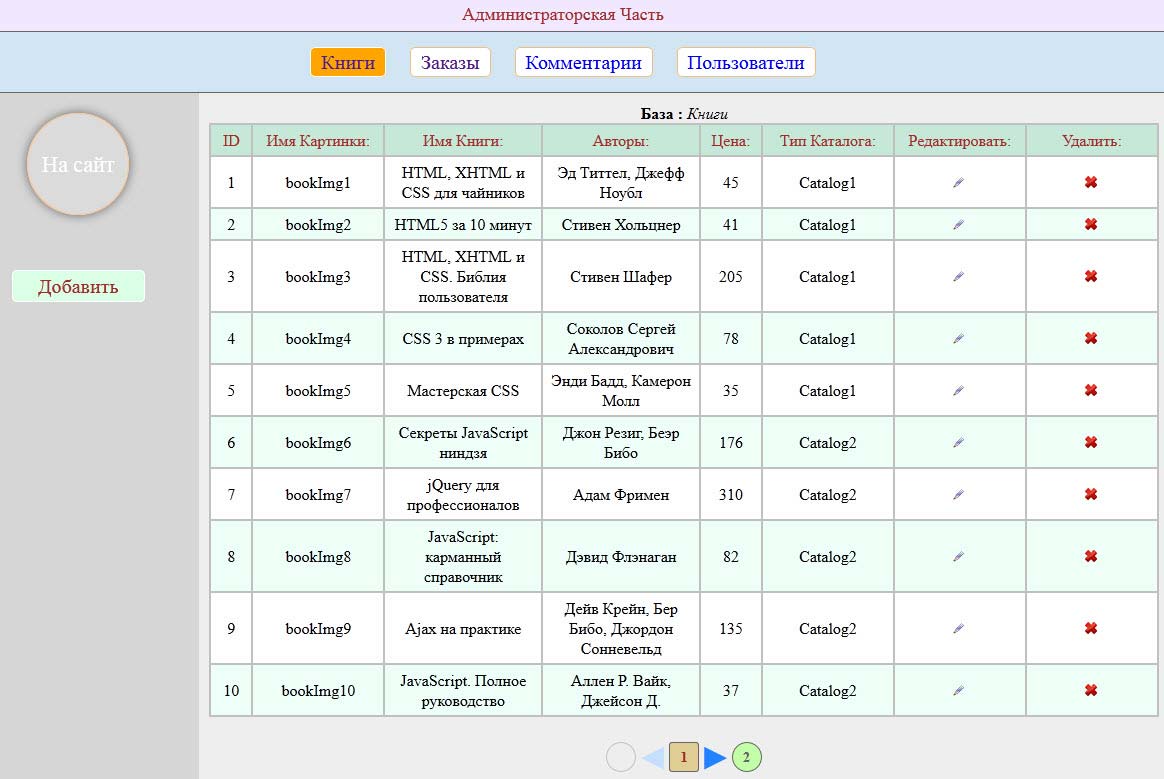 Администраторская Часть
Книги Заказы Комментарии Пользователи
На сайт
Добавить
База : Книги
ID Имя Картинки: Имя Книги: Авторы: Цена: Тип Каталога: Редактировать: Удалить:
1 bookImg1 HTML, XHTML и CSS для чайников Эд Титтел, Джефф Ноубл 45 Catalog1
2 bookImg2 HTML5 за 10 минут Стивен Хольцнер 41 Catalog1
3 bookImg3 HTML, XHTML и CSS. Библия пользователя Стивен Шафер 205 Catalog1
4 bookImg4 CSS 3 в примерах Соколов Сергей Александрович 78 Catalog1
5 bookImg5 Мастерская CSS Энди Бадд, Камерон Молл 35 Catalog1
6 bookImg6 Секреты JavaScript ниндзя Джон Резиг, Беэр Бибо 176 Catalog2
7 bookImg7 jQuery для профессионалов Адам Фримен 310 Catalog2
8 bookImg8 JavaScript: карманный справочник Дэвид Флэнаган 82 Catalog2
9 bookImg9 Ajax на практике Дейв Крейн, Бер Бибо, Джордон Сонневельд 135 Catalog2
10 bookImg10 JavaScript. Полное руководство Аллен Р. Вайк, Джейсон Д. 37 Catalog2
1 2